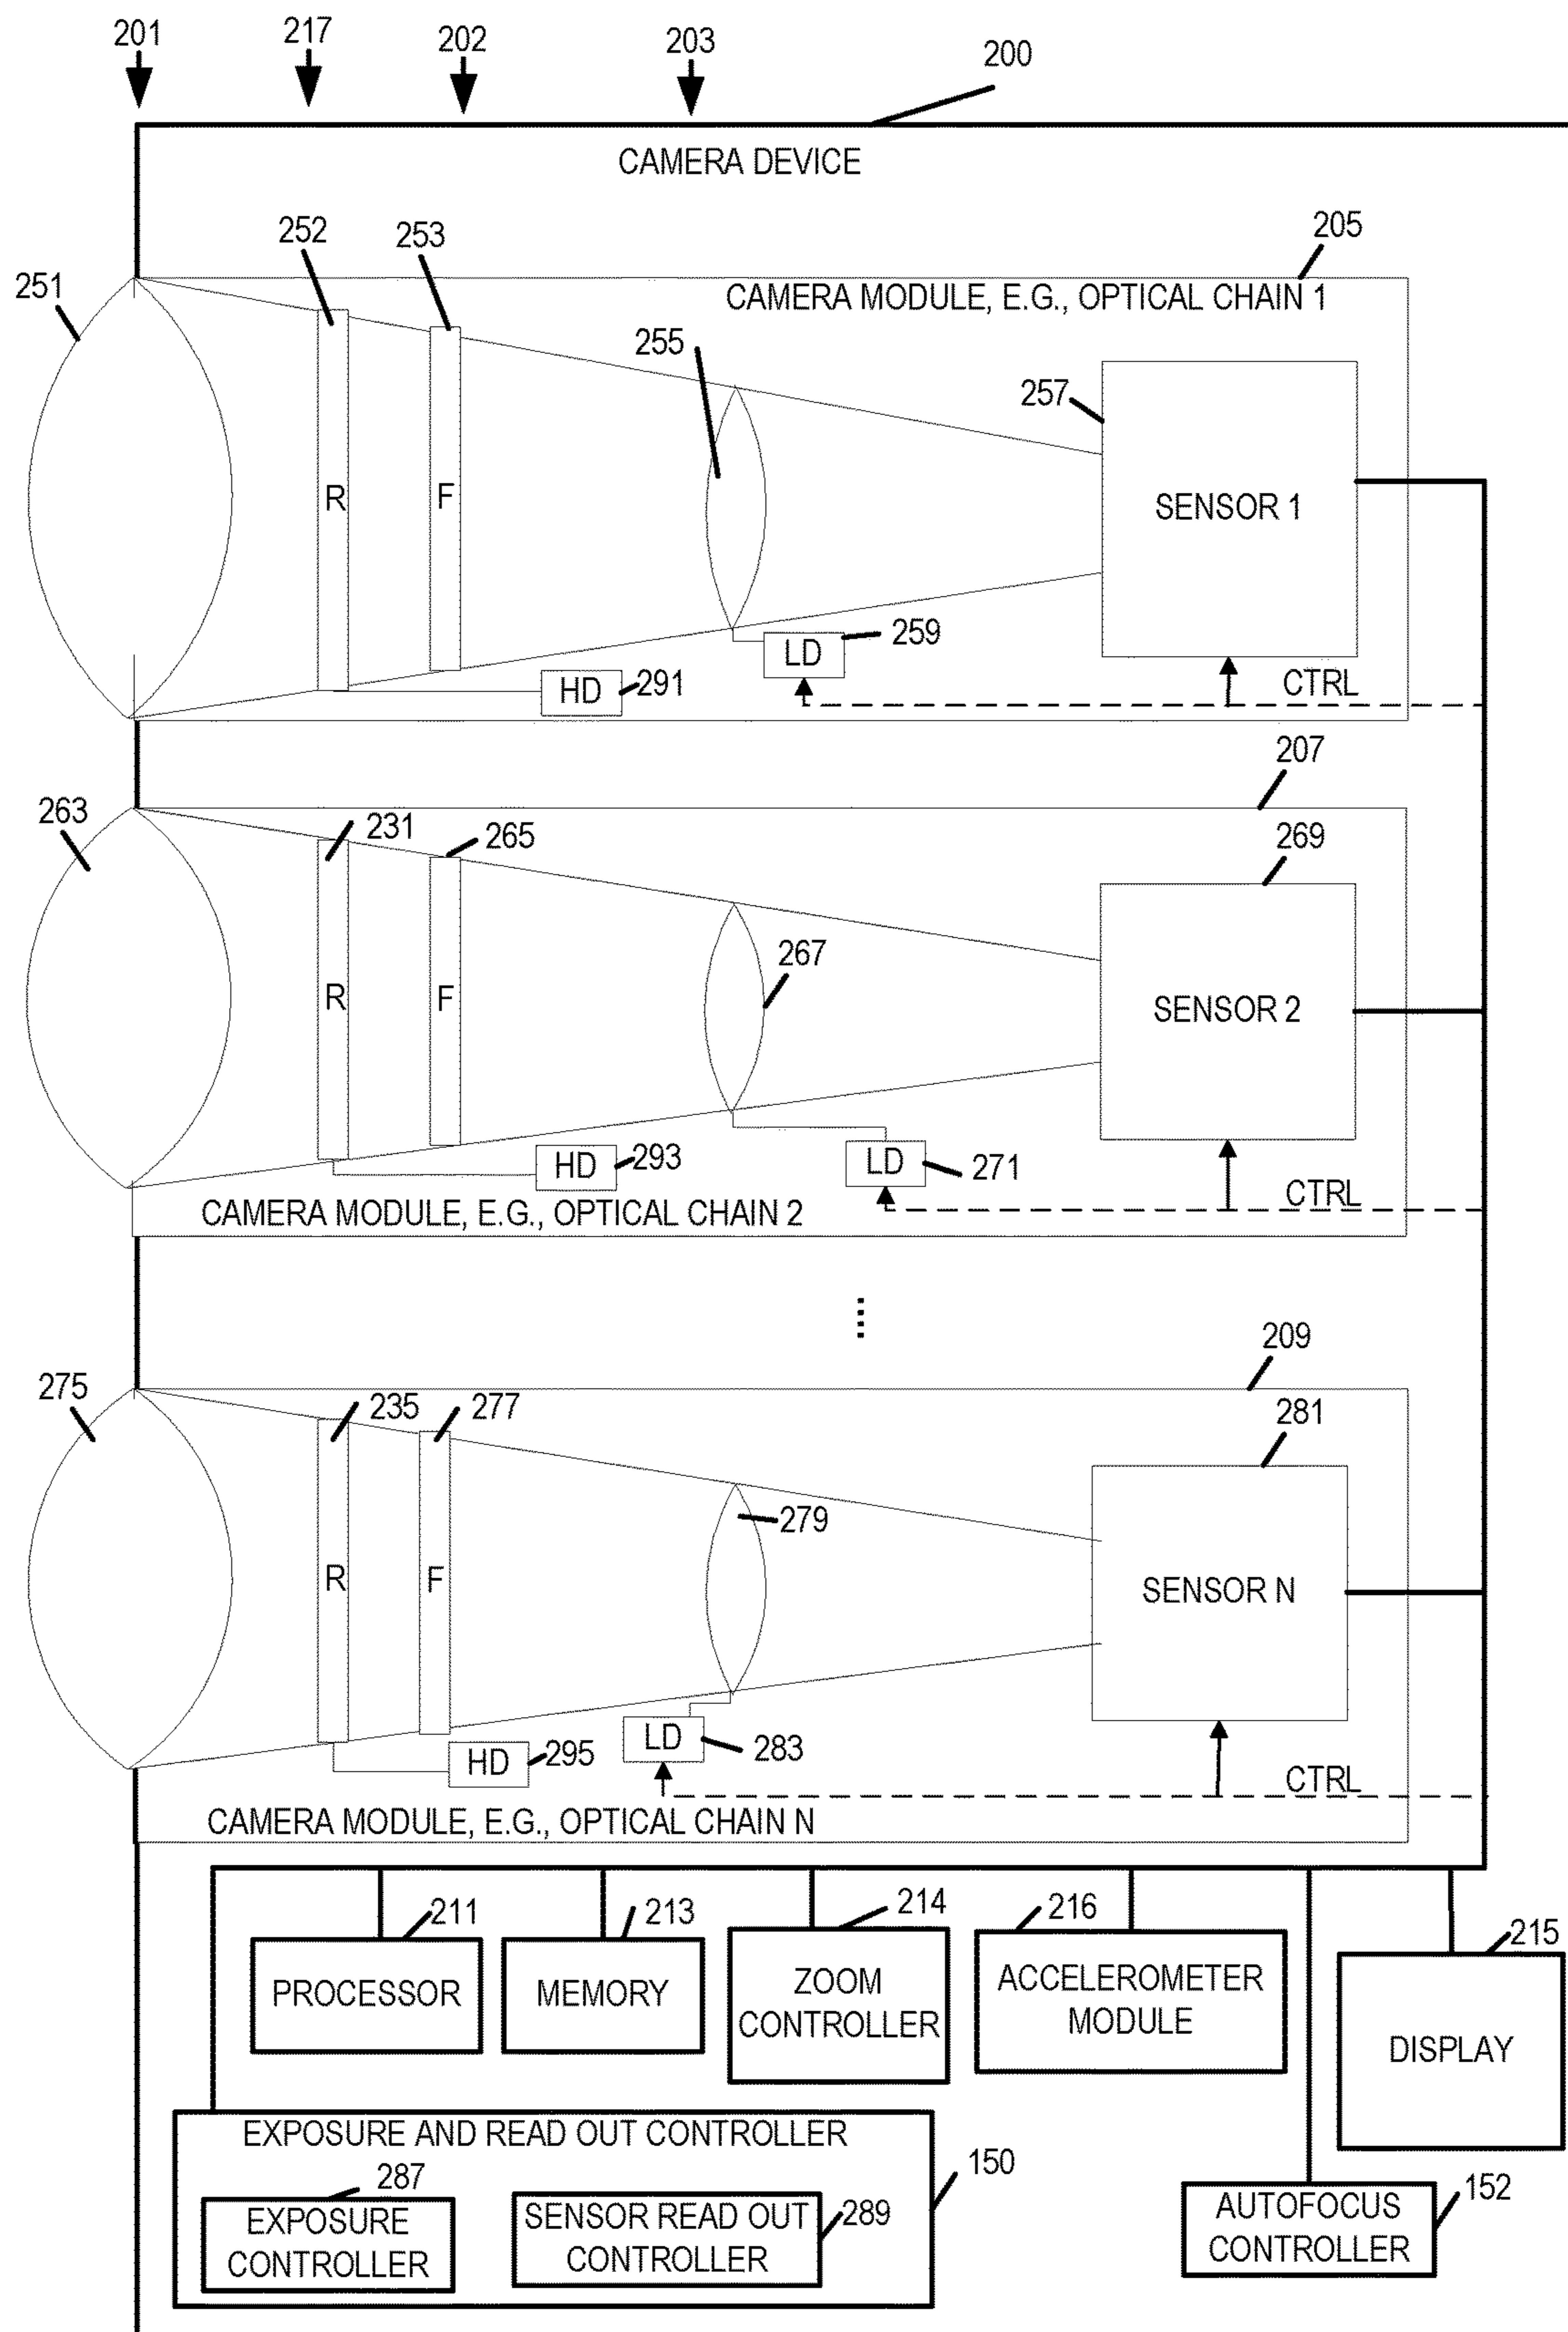 201
217
202
203
200
CAMERA DEVICE
252
253
205
251
CAMERA MODULE, E.G., OPTICAL CHAIN 1
255
257
R
F
SENSOR 1
LD
259
HD
291
CTRL
207
263
231
265
269
267
R
F
SENSOR 2
HD
293
LD
271
CTRL
CAMERA MODULE, E.G., OPTICAL CHAIN 2
209
275
235
277
281
279
R
F
SENSOR N
LD
283
HD
295
CTRL
CAMERA MODULE, E.G., OPTICAL CHAIN N
211
213
214
216
215
PROCESSOR
MEMORY
ZOOM
CONTROLLER
ACCELEROMETER
MODULE
DISPLAY
EXPOSURE AND READ OUT CONTROLLER
150
287
EXPOSURE
CONTROLLER
SENSOR READ OUT
CONTROLLER
289
AUTOFOCUS
CONTROLLER
152